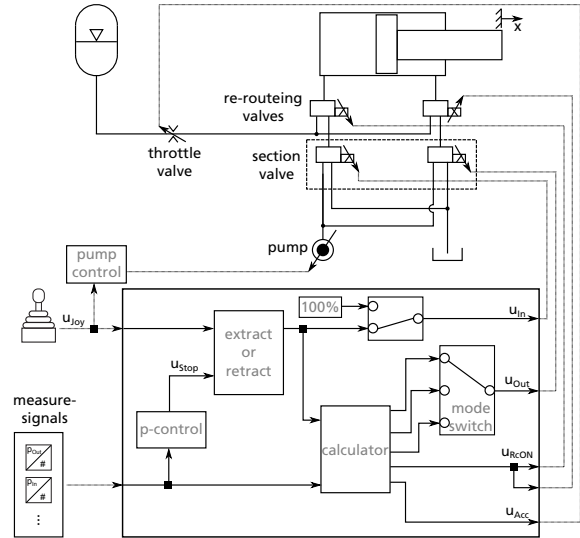 x
re-routeing
valves
throttle
valve
section
valve
pump
pump
control
u_Joy
100%
u_In
extract
or
retract
u_Stop
u_Out
measure-
signals
mode
switch
p-control
calculator
p_Out
#
u_RcON
p_In
#
⋮
u_Acc